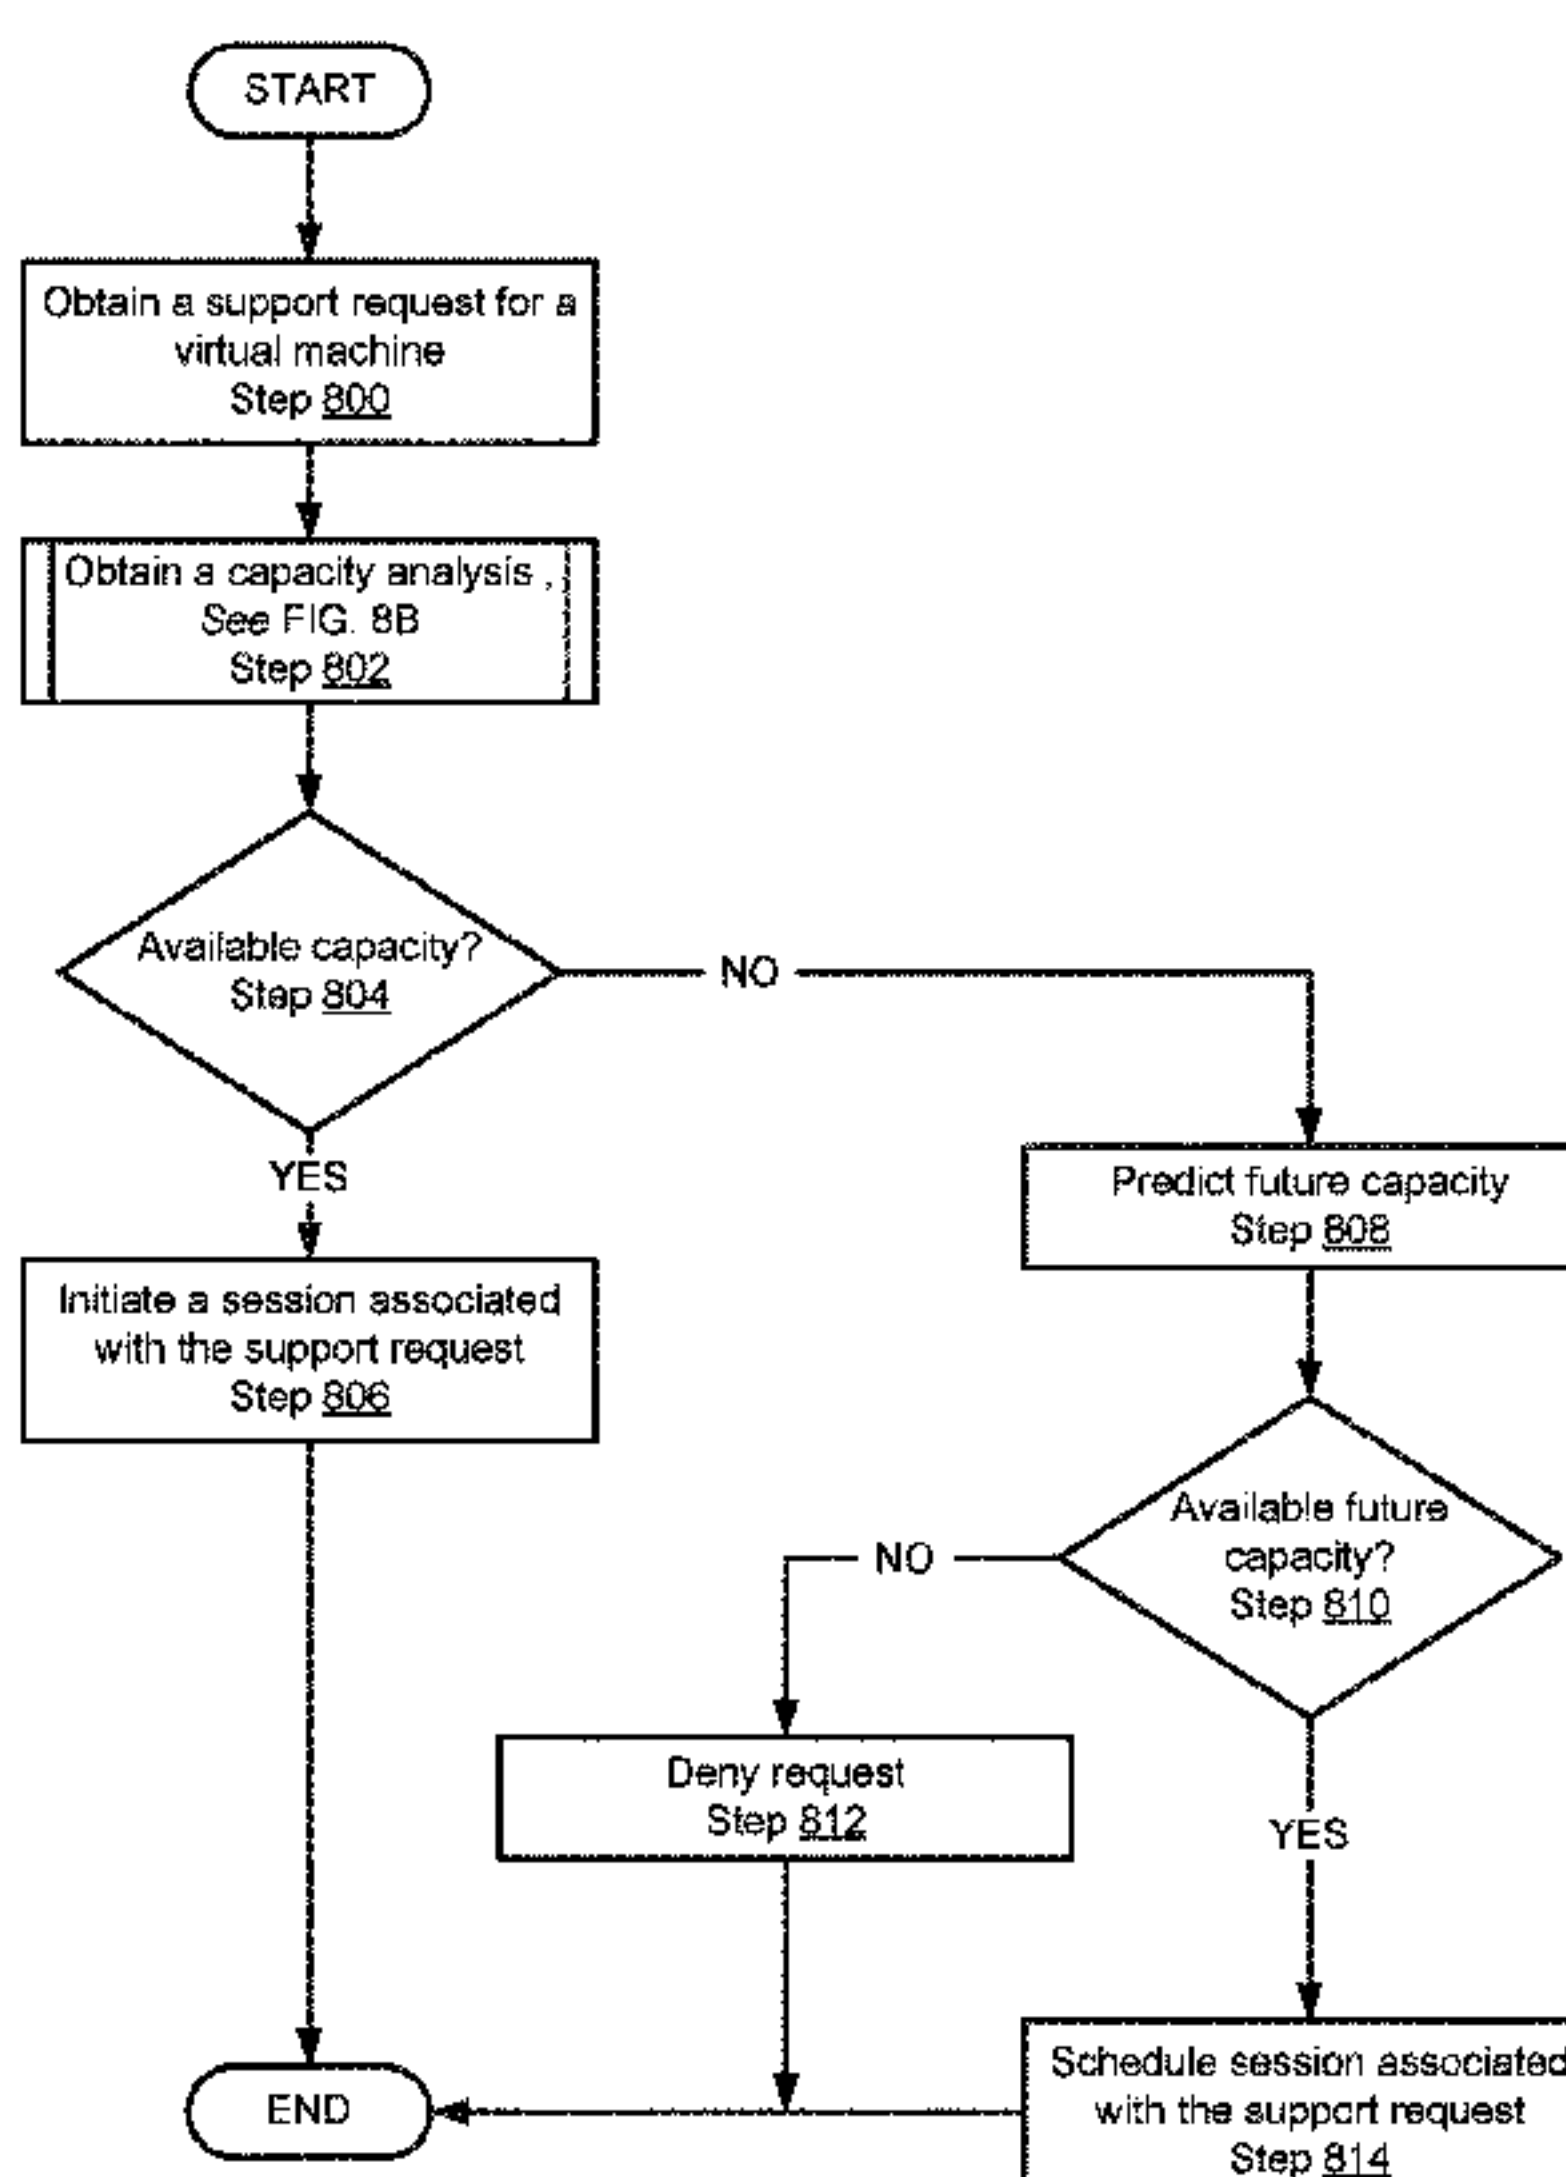 START
Obtain a support request for a
virtual machine
Step 800
Obtain a capacity analysis ,
See FIG. 8B
Step 802
Available capacity?
Step 804
NO
YES
Predict future capacity
Step 808
Initiate a session associated
with the support request
Step 806
Available future
capacity?
Step 810
NO
Deny request
Step 812
YES
Schedule session associated
with the support request
Step 814
END